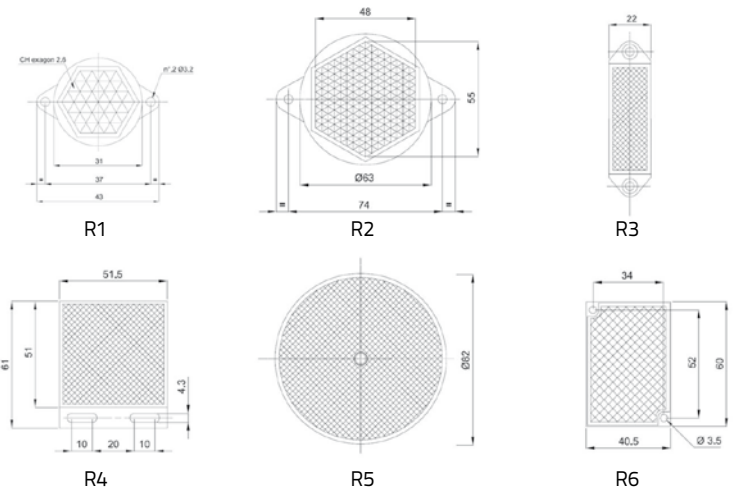 48
22
CH exagon 2.8
n°.2 Ø3.2
55
31
Ø63
= 37 =
= 74 =
43
R1
R2
R3
51.5
34
61
51
4.3
Ø82
52
60
10
20
10
40.5
Ø 3.5
R4
R5
R6